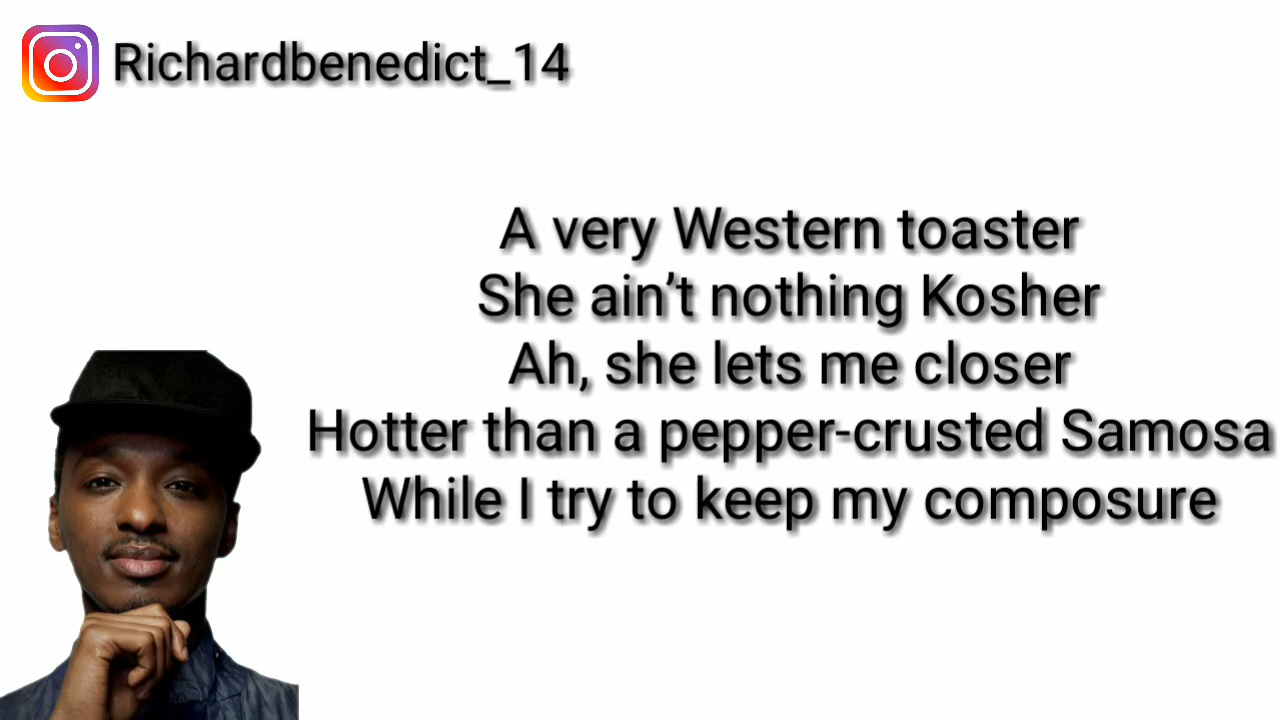 Richardbenedict_14
A very Western toaster
She ain’t nothing Kosher
Ah, she lets me closer
Hotter than a pepper-crusted Samosa
While I try to keep my composure